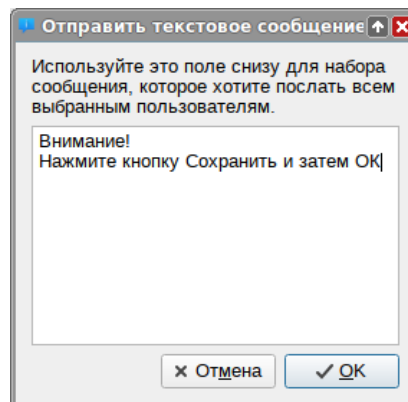 Отправить текстовое сообщение
Используйте это поле снизу для набора
сообщения, которое хотите послать всем
выбранным пользователям.
Внимание!
Нажмите кнопку Сохранить и затем ОК
Отмена
OK